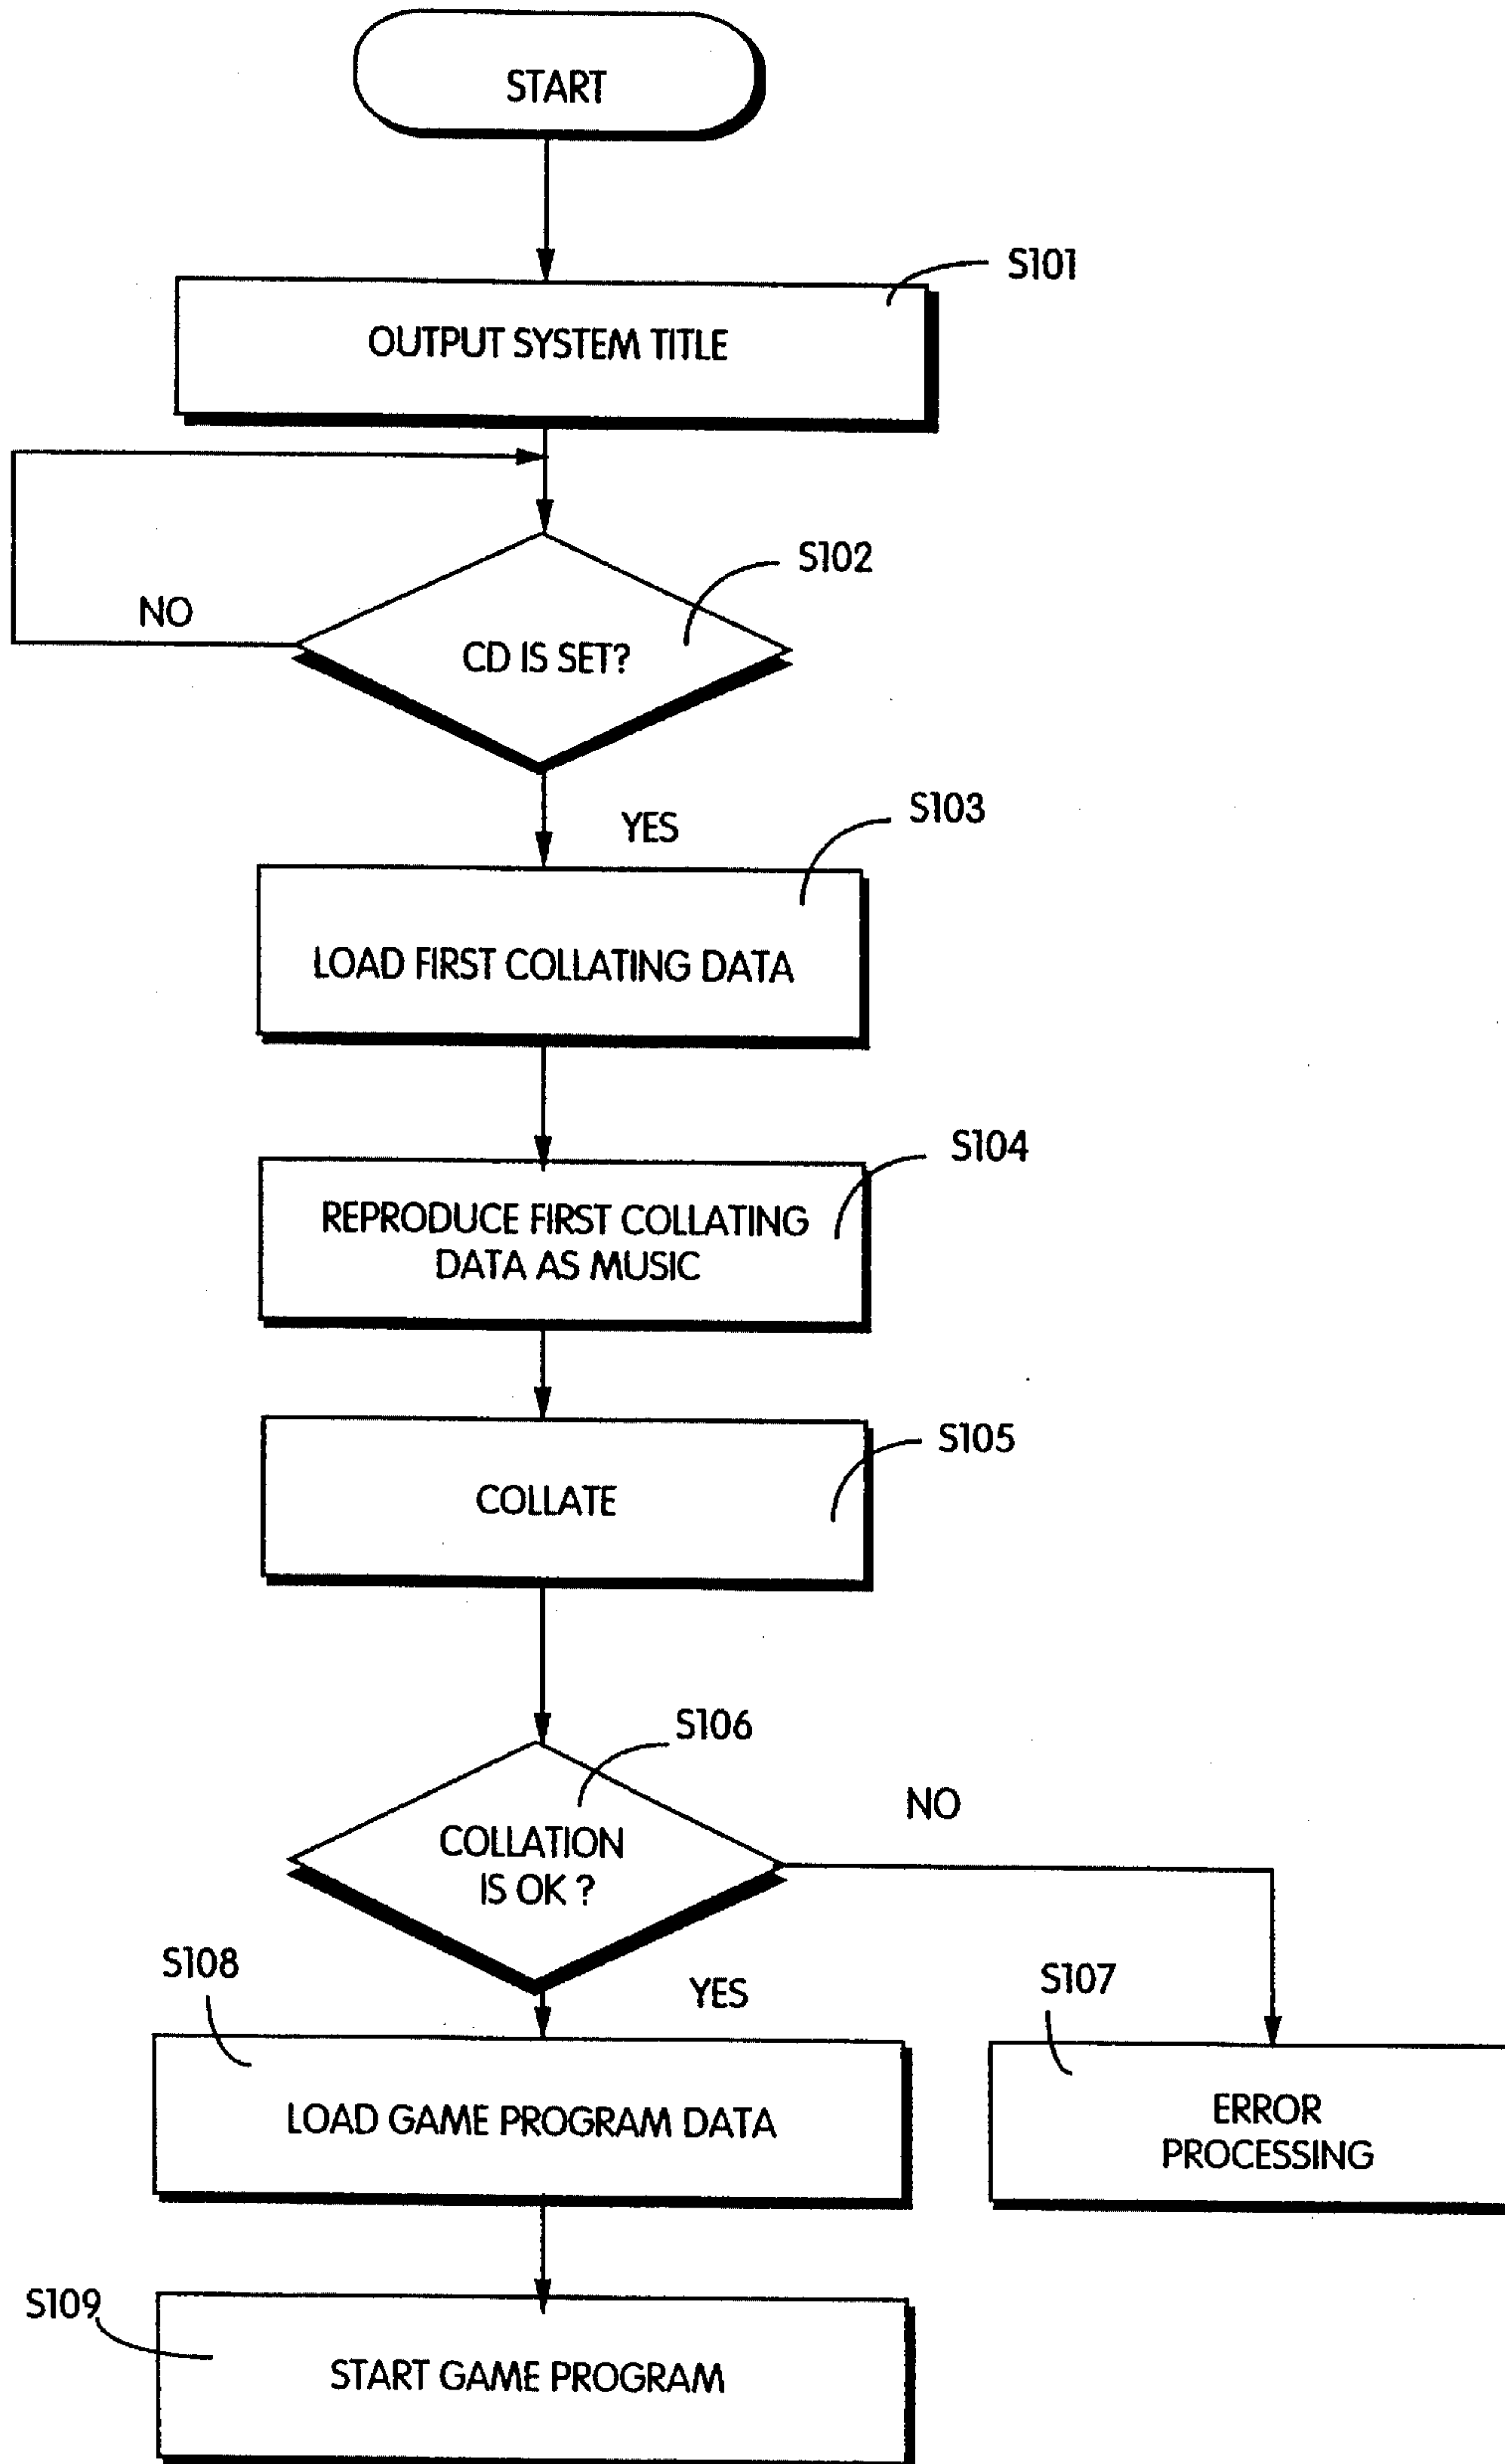 START
S101
OUTPUT SYSTEM TITLE
S102
NO
CD IS SET?
S103
YES
LOAD FIRST COLLATING DATA
S104
REPRODUCE FIRST COLLATING
DATA AS MUSIC
S105
COLLATE
S106
NO
COLLATION
IS OK ?
S108
YES
S107
LOAD GAME PROGRAM DATA
ERROR
PROCESSING
S109
START GAME PROGRAM